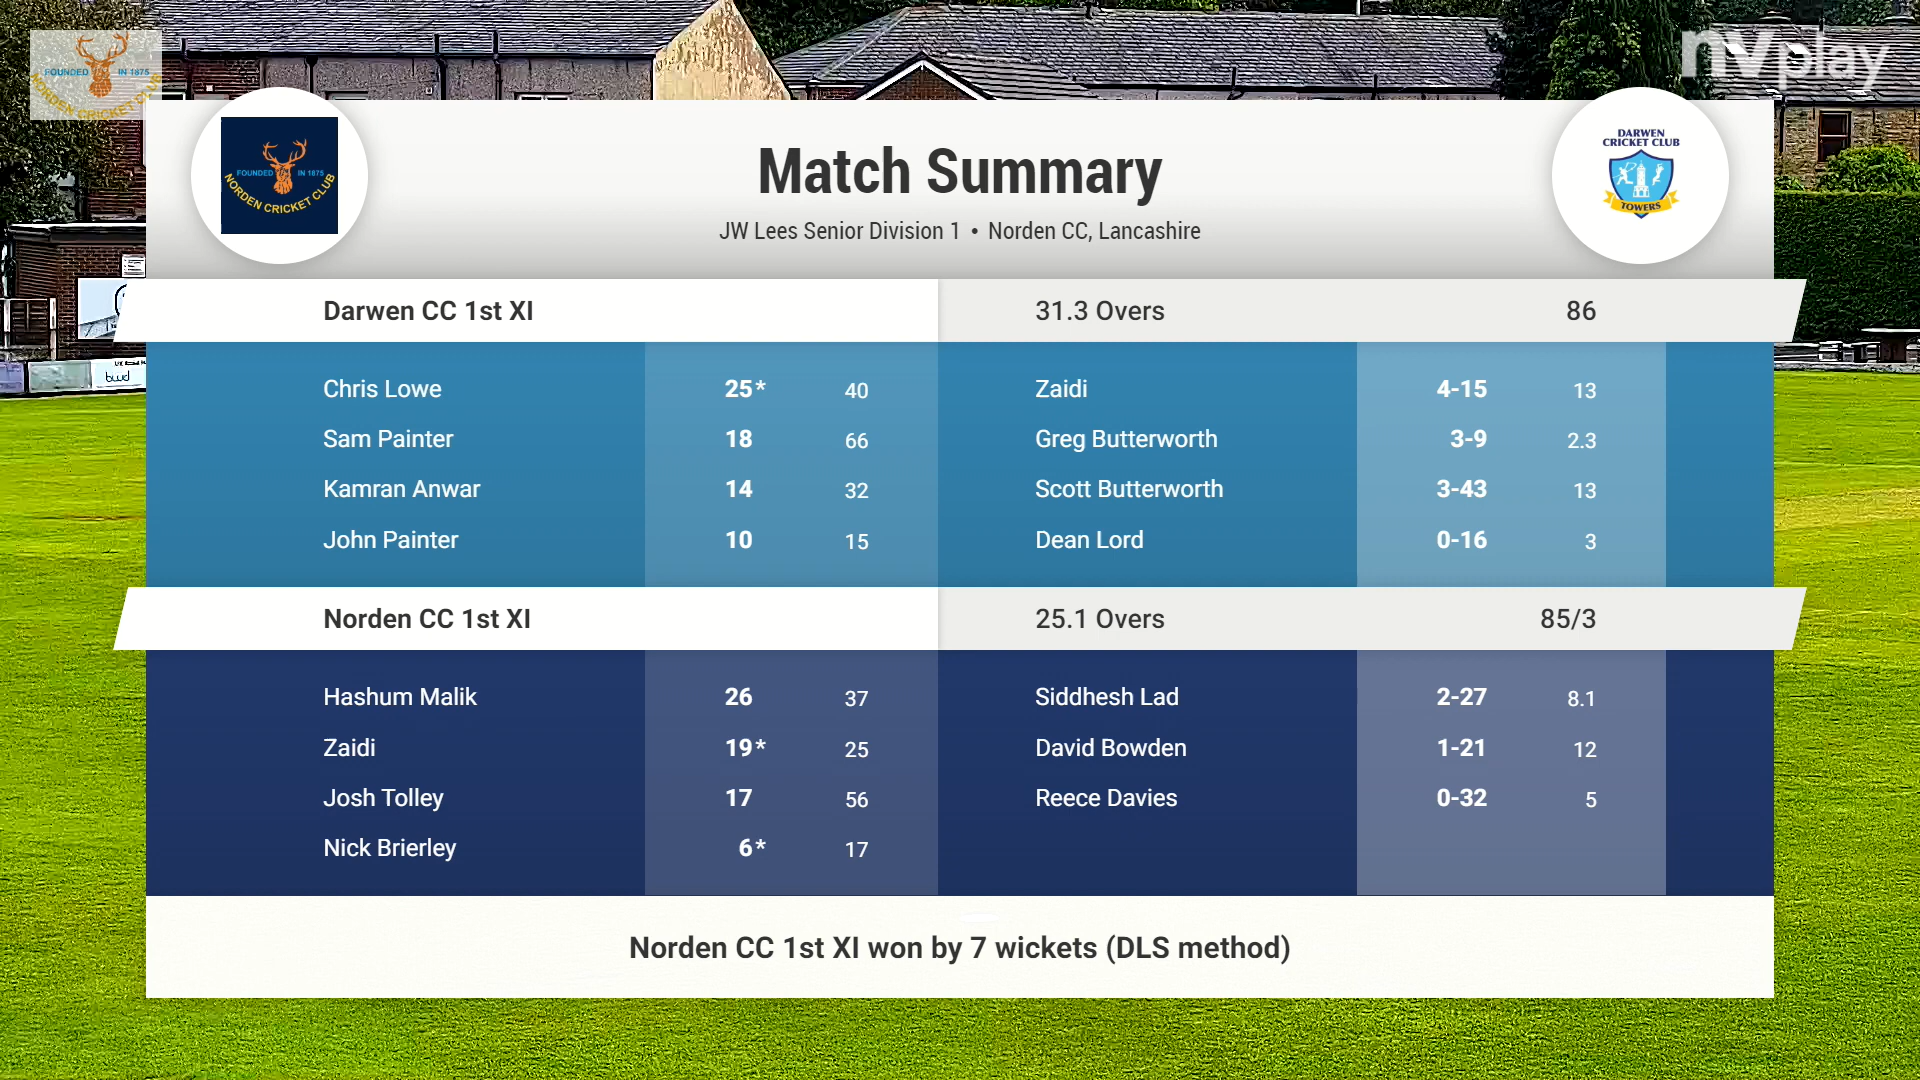 FOUNDED IN 1875
NORDEN CRICKET CLUB
nvplay
FOUNDED IN 1875
NORDEN CRICKET CLUB
Match Summary
JW Lees Senior Division 1 • Norden CC, Lancashire
DARWEN
CRICKET CLUB
TOWERS
Darwen CC 1st XI 31.3 Overs 86
Chris Lowe 25* 40 Zaidi 4-15 13
Sam Painter 18 66 Greg Butterworth 3-9 2.3
Kamran Anwar 14 32 Scott Butterworth 3-43 13
John Painter 10 15 Dean Lord 0-16 3
Norden CC 1st XI 25.1 Overs 85/3
Hashum Malik 26 37 Siddhesh Lad 2-27 8.1
Zaidi 19* 25 David Bowden 1-21 12
Josh Tolley 17 56 Reece Davies 0-32 5
Nick Brierley 6* 17
Norden CC 1st XI won by 7 wickets (DLS method)
bwd